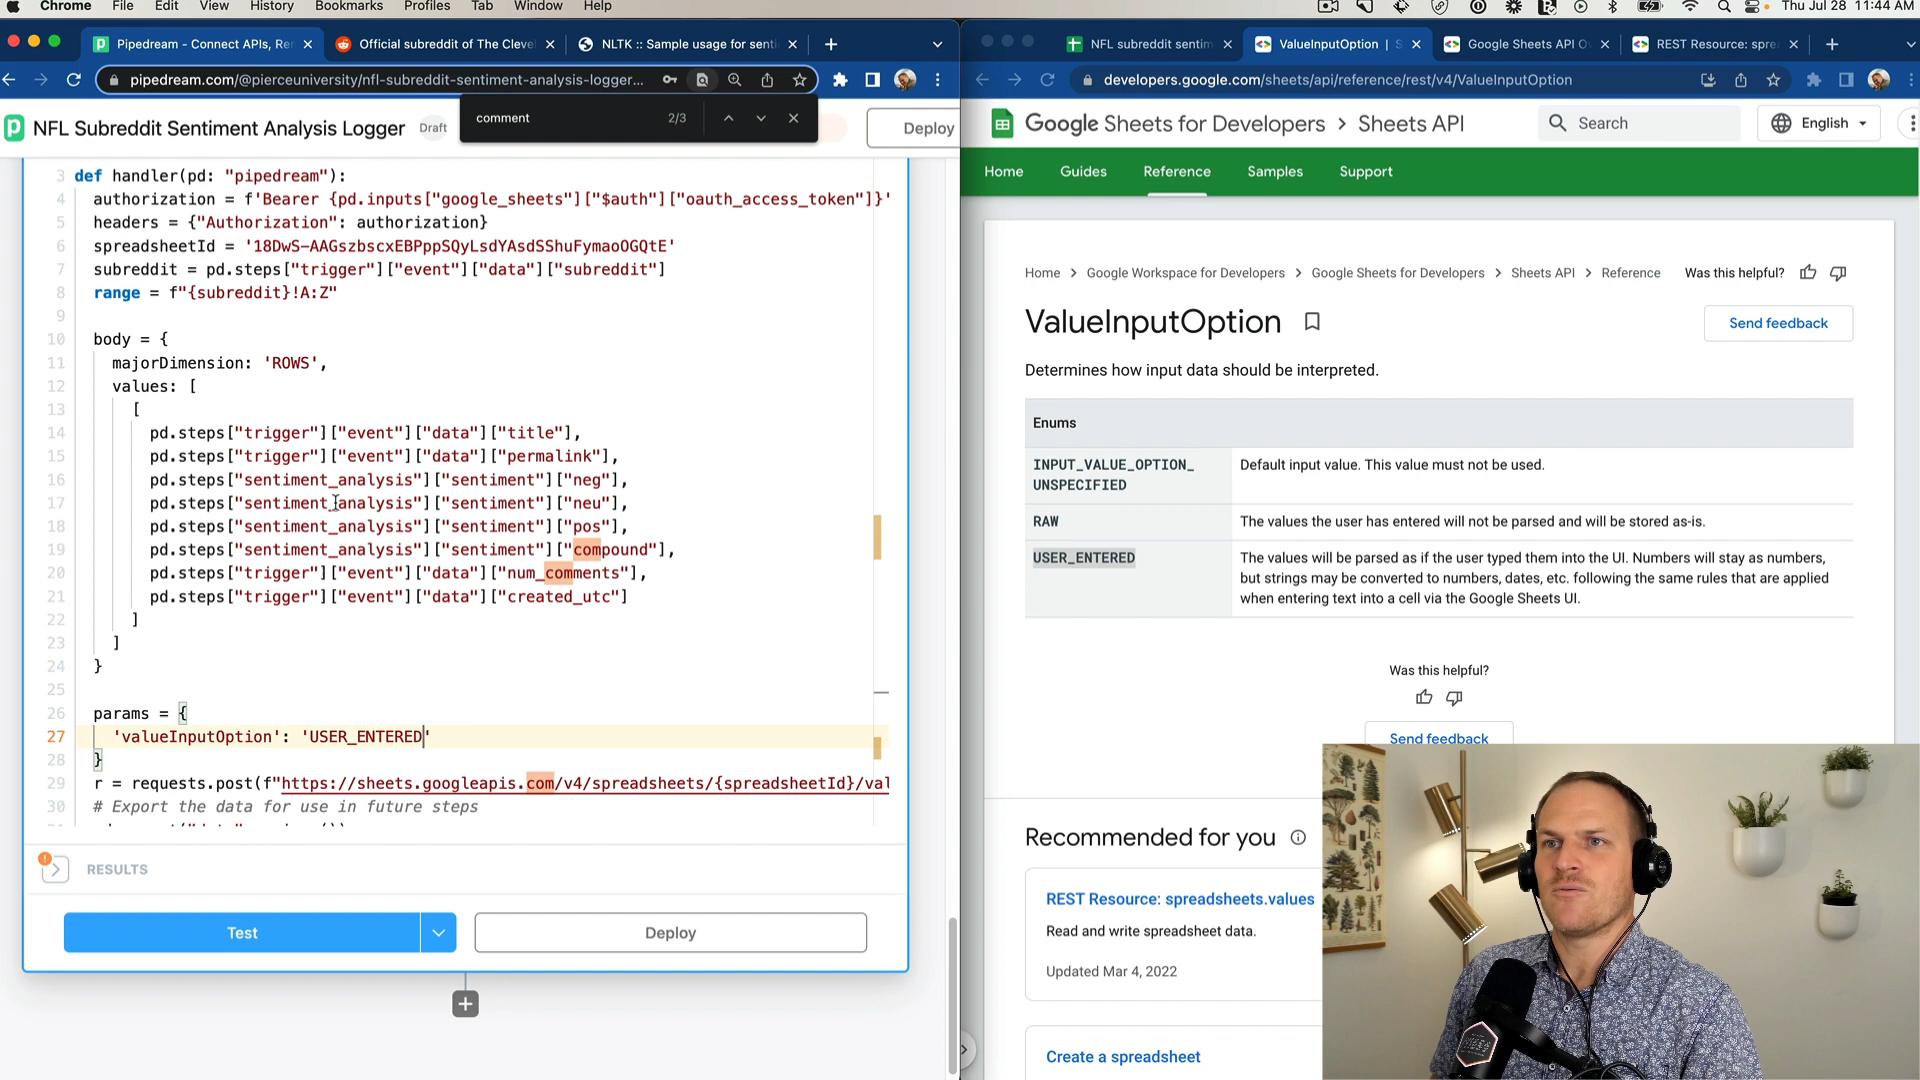 Chrome File Edit View History Bookmarks Profiles Tab Window Help
Thu Jul 28 11:44 AM
Pipedream - Connect APIs, Re
Official subreddit of The Cleve
NLTK :: Sample usage for senti
pipedream.com/@pierceuniversity/nfl-subreddit-sentiment-analysis-logger...
comment 2/3
NFL Subreddit Sentiment Analysis Logger Draft
Deploy
3 def handler(pd: "pipedream"):
4 authorization = f'Bearer {pd.inputs["google_sheets"]["$auth"]["oauth_access_token"]}'
5 headers = {"Authorization": authorization}
6 spreadsheetId = '18DwS-AAGszbscxEBPppSQyLsdYAsdSShuFymaoOGQtE'
7 subreddit = pd.steps["trigger"]["event"]["data"]["subreddit"]
8 range = f"{subreddit}!A:Z"
9
10 body = {
11 majorDimension: 'ROWS',
12 values: [
13 [
14 pd.steps["trigger"]["event"]["data"]["title"],
15 pd.steps["trigger"]["event"]["data"]["permalink"],
16 pd.steps["sentiment_analysis"]["sentiment"]["neg"],
17 pd.steps["sentiment_analysis"]["sentiment"]["neu"],
18 pd.steps["sentiment_analysis"]["sentiment"]["pos"],
19 pd.steps["sentiment_analysis"]["sentiment"]["compound"],
20 pd.steps["trigger"]["event"]["data"]["num_comments"],
21 pd.steps["trigger"]["event"]["data"]["created_utc"]
22 ]
23 ]
24 }
25
26 params = {
27 'valueInputOption': 'USER_ENTERED'
28 }
29 r = requests.post(f"https://sheets.googleapis.com/v4/spreadsheets/{spreadsheetId}/val
30 # Export the data for use in future steps
RESULTS
Test
Deploy
NFL subreddit sentim
ValueInputOption |
Google Sheets API O
REST Resource: spre
developers.google.com/sheets/api/reference/rest/v4/ValueInputOption
Google Sheets for Developers > Sheets API
Search
English
Home Guides Reference Samples Support
Home > Google Workspace for Developers > Google Sheets for Developers > Sheets API > Reference
Was this helpful?
ValueInputOption
Send feedback
Determines how input data should be interpreted.
Enums
INPUT_VALUE_OPTION_
UNSPECIFIED
Default input value. This value must not be used.
RAW
The values the user has entered will not be parsed and will be stored as-is.
USER_ENTERED
The values will be parsed as if the user typed them into the UI. Numbers will stay as numbers,
but strings may be converted to numbers, dates, etc. following the same rules that are applied
when entering text into a cell via the Google Sheets UI.
Was this helpful?
Send feedback
Recommended for you
REST Resource: spreadsheets.values
Read and write spreadsheet data.
Updated Mar 4, 2022
Create a spreadsheet